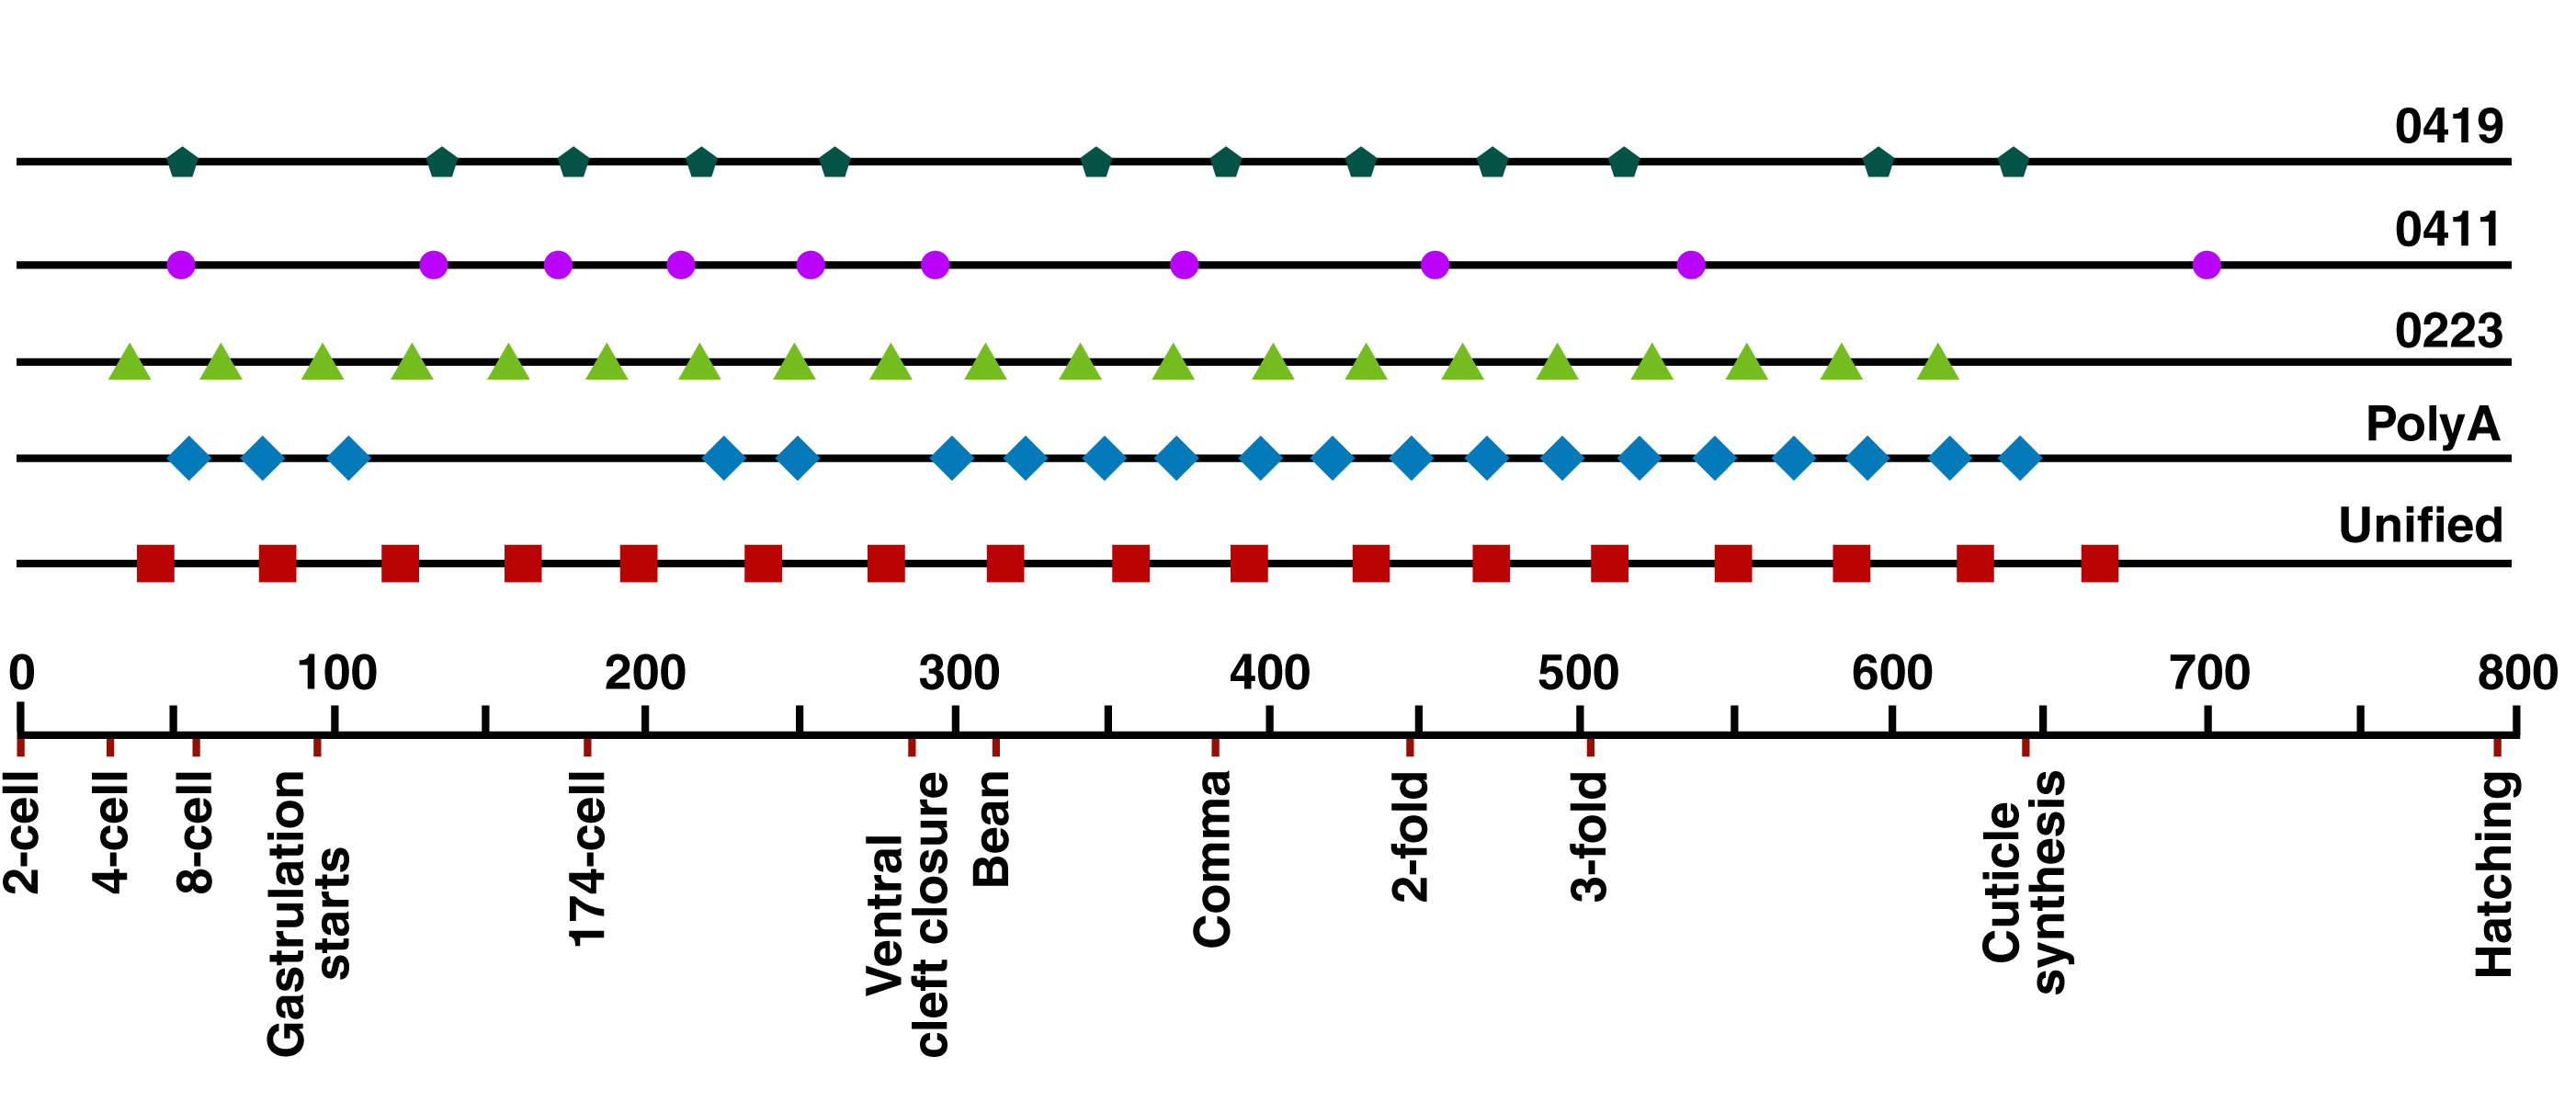 0419
0411
0223
PolyA
Unified
0 100 200 300 400 500 600 700 800
2-cell
4-cell
8-cell
Gastrulation
starts
174-cell
Ventral
cleft closure
Bean
Comma
2-fold
3-fold
Cuticle
synthesis
Hatching